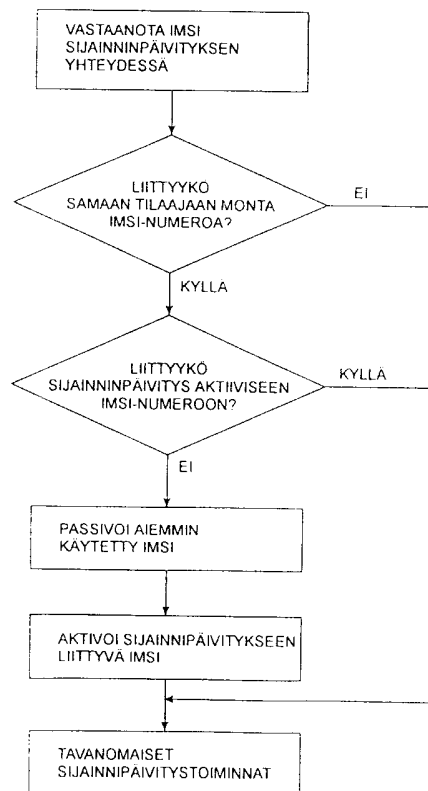 VASTAANOTA IMSI
SIJAINNINPÄIVITYKSEN
YHTEYDESSÄ
LIITTYYKÖ
SAMAAN TILAAJAAN MONTA
IMSI-NUMEROA?
EI
KYLLÄ
LIITTYYKÖ
SIJAINNINPÄIVITYS AKTIIVISEEN
IMSI-NUMEROON?
KYLLÄ
EI
PASSIVOI AIEMMIN
KÄYTETTY IMSI
AKTIVOI SIJAINNIPÄIVITYKSEEN
LIITTYVÄ IMSI
TAVANOMAISET
SIJAINNIPÄIVITYSTOIMINNAT